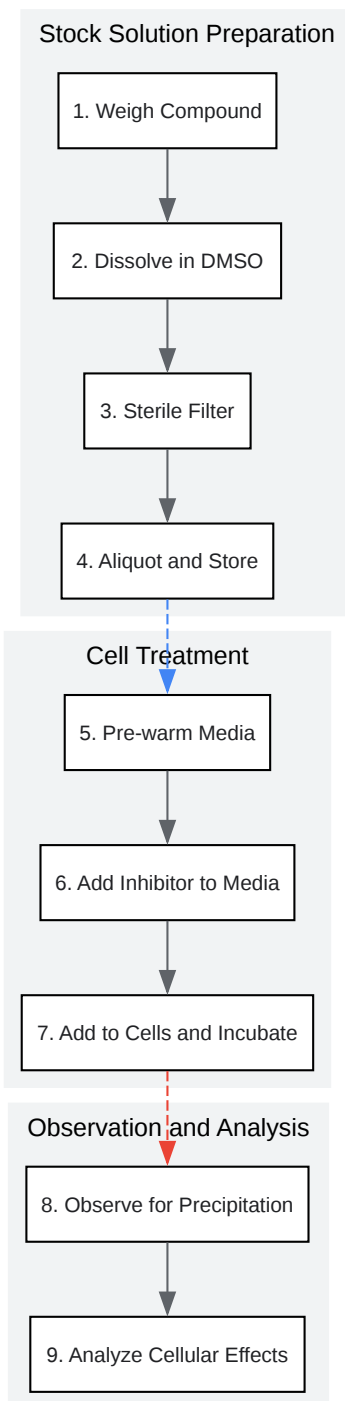 Stock Solution Preparation
1. Weigh Compound
2. Dissolve in DMSO
3. Sterile Filter
4. Aliquot and Store
Cell Treatment
5. Pre-warm Media
6. Add Inhibitor to Media
7. Add to Cells and Incubate
Observation and Analysis
8. Observe for Precipitation
9. Analyze Cellular Effects